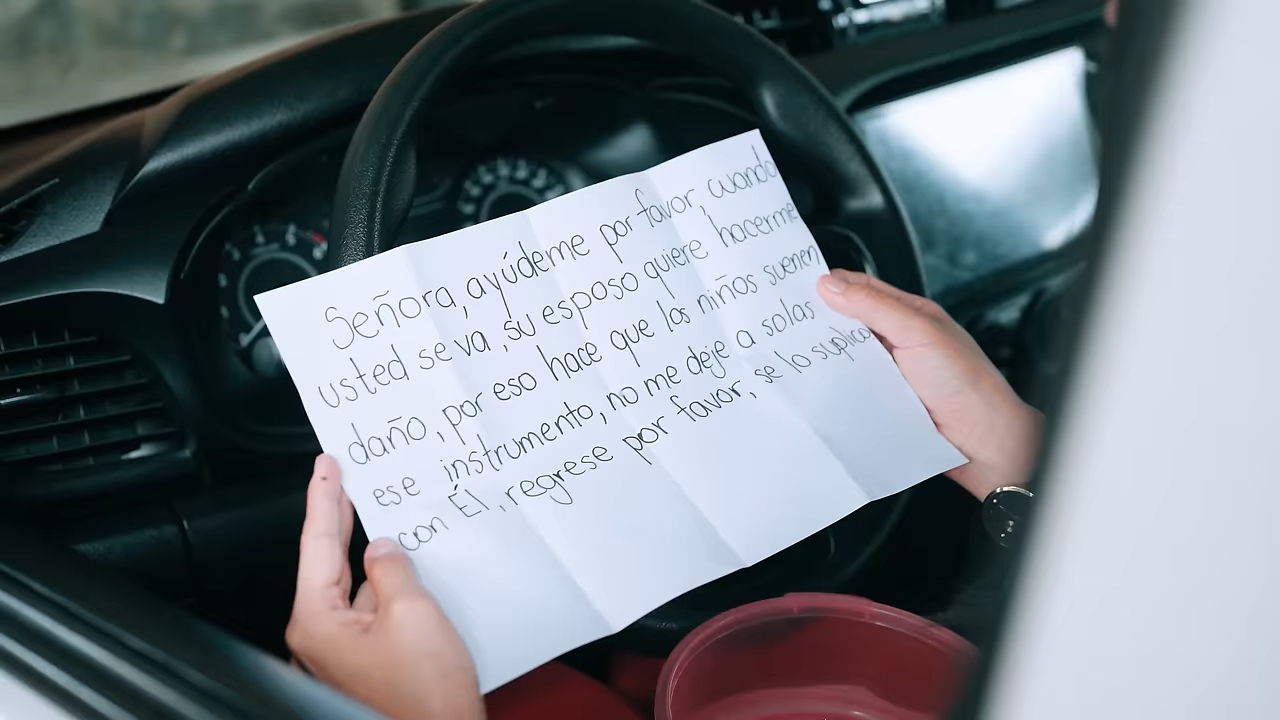 Señora, ayúdeme por favor, cuando
usted se va, su esposo quiere hacerme
daño, por eso hace que los niños suenen
ese instrumento, no me deje a solas
con Él, regrese por favor, se lo suplico